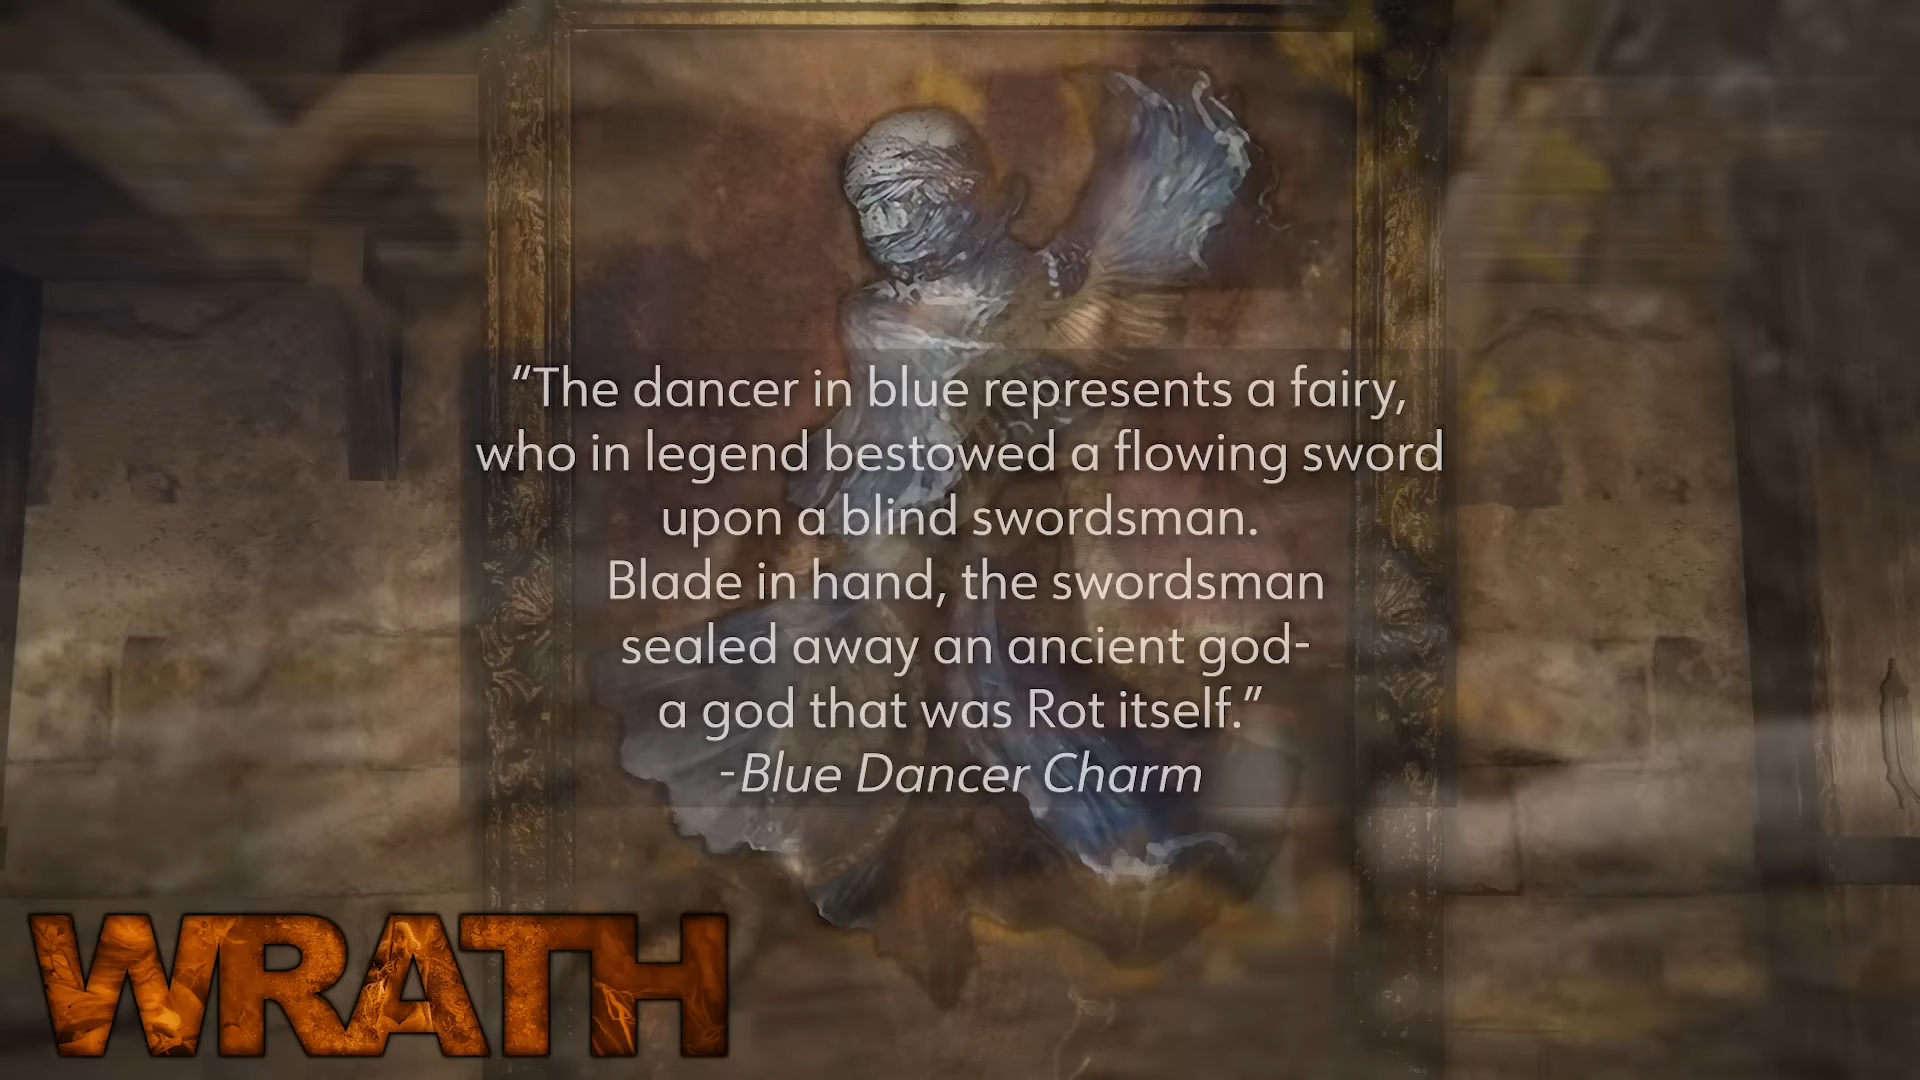 “The dancer in blue represents a fairy,
who in legend bestowed a flowing sword
upon a blind swordsman.
Blade in hand, the swordsman
sealed away an ancient god-
a god that was Rot itself.”
-Blue Dancer Charm
WRATH